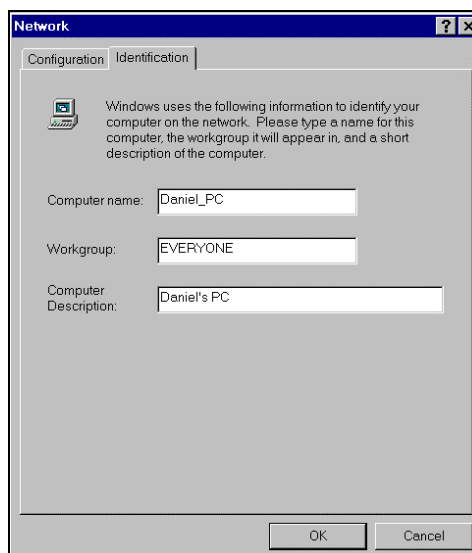 Network
Configuration Identification
Windows uses the following information to identify your
computer on the network. Please type a name for this
computer, the workgroup it will appear in, and a short
description of the computer.
Computer name: Daniel_PC
Workgroup: EVERYONE
Computer
Description: Daniel's PC
OK Cancel